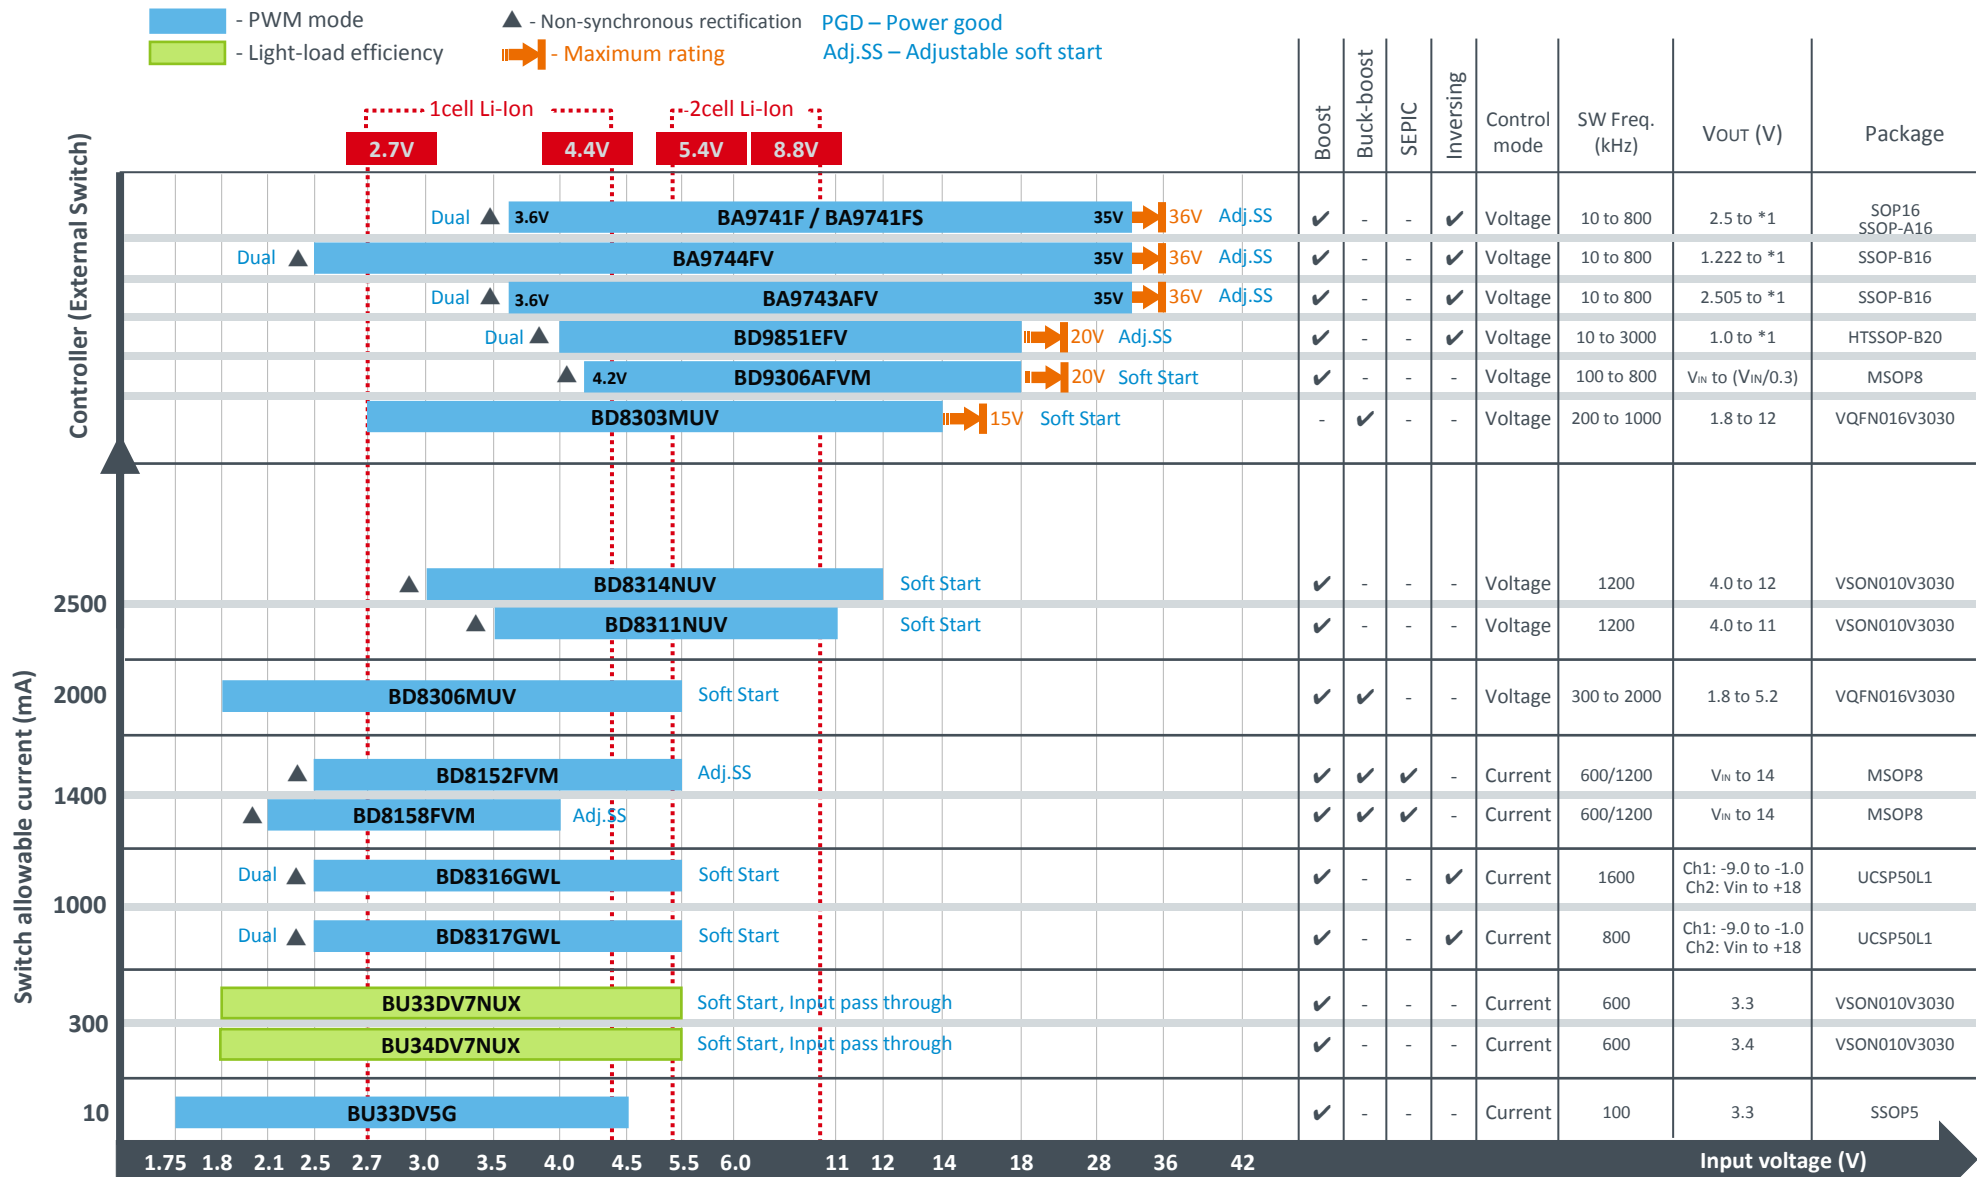 - PWM mode
- Non-synchronous rectification
PGD – Power good
- Light-load efficiency
- Maximum rating
Adj.SS – Adjustable soft start
1cell Li-Ion
2cell Li-Ion
2.7V
4.4V
5.4V
8.8V
Boost
Buck-boost
SEPIC
Inversing
Control mode
SW Freq. (kHz)
VOUT (V)
Package
Controller (External Switch)
Dual 3.6V BA9741F / BA9741FS 35V 36V Adj.SS ✔ - - ✔ Voltage 10 to 800 2.5 to *1 SOP16
SSOP-A16
Dual BA9744FV 35V 36V Adj.SS ✔ - - ✔ Voltage 10 to 800 1.222 to *1 SSOP-B16
Dual 3.6V BA9743AFV 35V 36V Adj.SS ✔ - - ✔ Voltage 10 to 800 2.505 to *1 SSOP-B16
Dual BD9851EFV 20V Adj.SS ✔ - - ✔ Voltage 10 to 3000 1.0 to *1 HTSSOP-B20
4.2V BD9306AFVM 20V Soft Start ✔ - - - Voltage 100 to 800 VIN to (VIN/0.3) MSOP8
BD8303MUV 15V Soft Start - ✔ - - Voltage 200 to 1000 1.8 to 12 VQFN016V3030
Switch allowable current (mA)
BD8314NUV Soft Start ✔ - - - Voltage 1200 4.0 to 12 VSON010V3030
2500
BD8311NUV Soft Start ✔ - - - Voltage 1200 4.0 to 11 VSON010V3030
2000 BD8306MUV Soft Start ✔ ✔ - - Voltage 300 to 2000 1.8 to 5.2 VQFN016V3030
BD8152FVM Adj.SS ✔ ✔ ✔ - Current 600/1200 VIN to 14 MSOP8
1400
BD8158FVM Adj.SS ✔ ✔ ✔ - Current 600/1200 VIN to 14 MSOP8
Dual BD8316GWL Soft Start ✔ - - ✔ Current 1600 Ch1: -9.0 to -1.0
Ch2: Vin to +18 UCSP50L1
1000
Dual BD8317GWL Soft Start ✔ - - ✔ Current 800 Ch1: -9.0 to -1.0
Ch2: Vin to +18 UCSP50L1
BU33DV7NUX Soft Start, Input pass through ✔ - - - Current 600 3.3 VSON010V3030
300
BU34DV7NUX Soft Start, Input pass through ✔ - - - Current 600 3.4 VSON010V3030
10 BU33DV5G ✔ - - - Current 100 3.3 SSOP5
1.75 1.8 2.1 2.5 2.7 3.0 3.5 4.0 4.5 5.5 6.0 11 12 14 18 28 36 42 Input voltage (V)